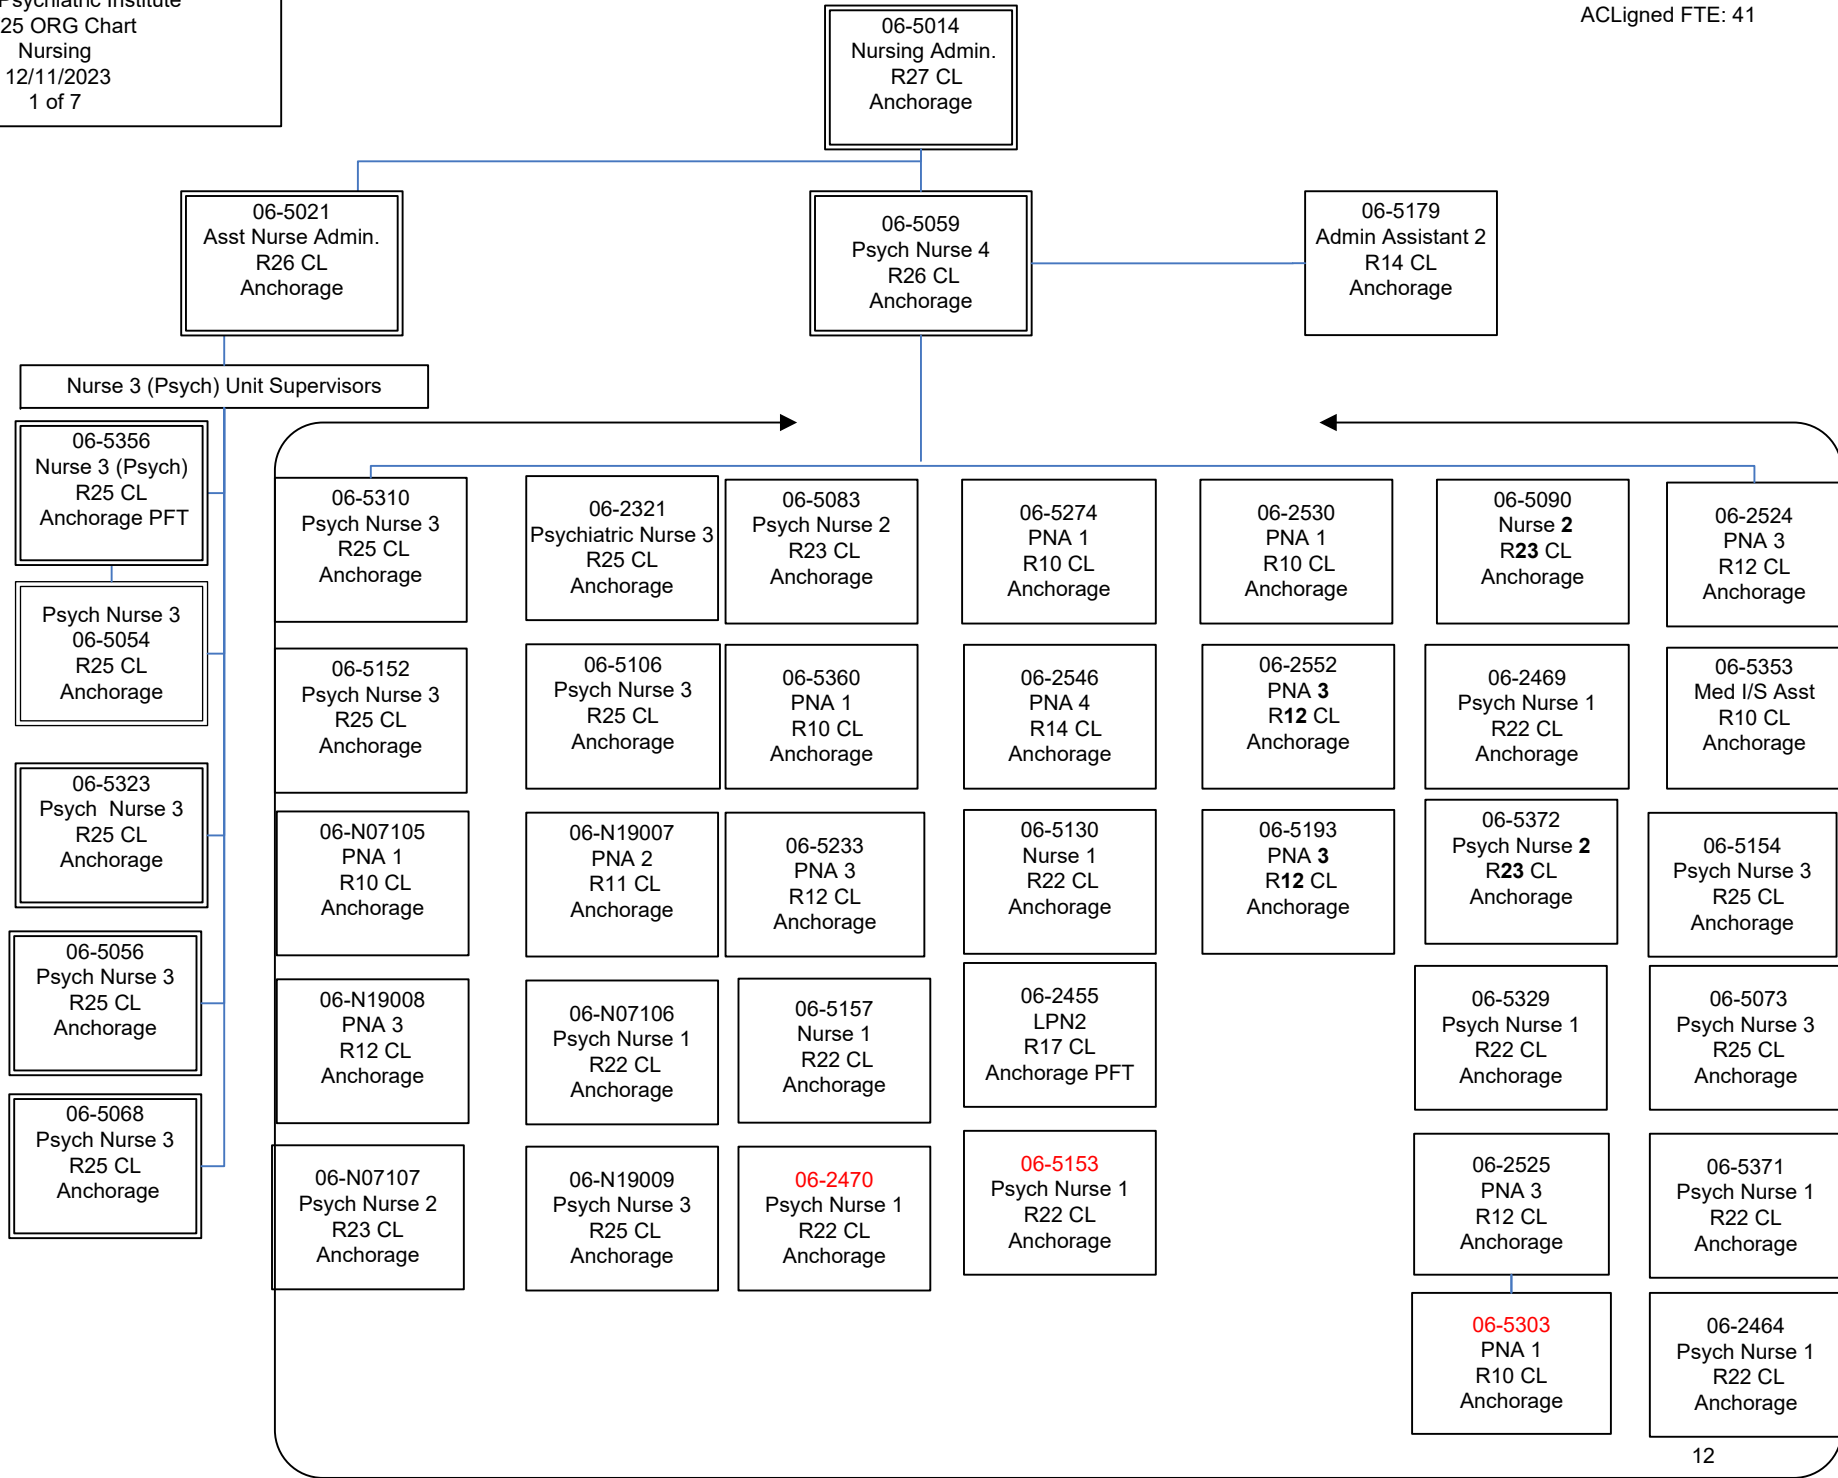 Psychiatric Institute
25 ORG Chart
Nursing
12/11/2023
1 of 7
ACLigned FTE: 41
06-5014
Nursing Admin.
R27 CL
Anchorage
06-5021
Asst Nurse Admin.
R26 CL
Anchorage
06-5059
Psych Nurse 4
R26 CL
Anchorage
06-5179
Admin Assistant 2
R14 CL
Anchorage
Nurse 3 (Psych) Unit Supervisors
06-5356
Nurse 3 (Psych)
R25 CL
Anchorage PFT
Psych Nurse 3
06-5054
R25 CL
Anchorage
06-5323
Psych  Nurse 3
R25 CL
Anchorage
06-5056
Psych Nurse 3
R25 CL
Anchorage
06-5068
Psych Nurse 3
R25 CL
Anchorage
06-5310
Psych Nurse 3
R25 CL
Anchorage
06-2321
Psychiatric Nurse 3
R25 CL
Anchorage
06-5083
Psych Nurse 2
R23 CL
Anchorage
06-5274
PNA 1
R10 CL
Anchorage
06-2530
PNA 1
R10 CL
Anchorage
06-5090
Nurse 2
R23 CL
Anchorage
06-2524
PNA 3
R12 CL
Anchorage
06-5152
Psych Nurse 3
R25 CL
Anchorage
06-5106
Psych Nurse 3
R25 CL
Anchorage
06-5360
PNA 1
R10 CL
Anchorage
06-2546
PNA 4
R14 CL
Anchorage
06-2552
PNA 3
R12 CL
Anchorage
06-2469
Psych Nurse 1
R22 CL
Anchorage
06-5353
Med I/S Asst
R10 CL
Anchorage
06-N07105
PNA 1
R10 CL
Anchorage
06-N19007
PNA 2
R11 CL
Anchorage
06-5233
PNA 3
R12 CL
Anchorage
06-5130
Nurse 1
R22 CL
Anchorage
06-5193
PNA 3
R12 CL
Anchorage
06-5372
Psych Nurse 2
R23 CL
Anchorage
06-5154
Psych Nurse 3
R25 CL
Anchorage
06-N19008
PNA 3
R12 CL
Anchorage
06-N07106
Psych Nurse 1
R22 CL
Anchorage
06-5157
Nurse 1
R22 CL
Anchorage
06-2455
LPN2
R17 CL
Anchorage PFT
06-5329
Psych Nurse 1
R22 CL
Anchorage
06-5073
Psych Nurse 3
R25 CL
Anchorage
06-N07107
Psych Nurse 2
R23 CL
Anchorage
06-N19009
Psych Nurse 3
R25 CL
Anchorage
06-2470
Psych Nurse 1
R22 CL
Anchorage
06-5153
Psych Nurse 1
R22 CL
Anchorage
06-2525
PNA 3
R12 CL
Anchorage
06-5371
Psych Nurse 1
R22 CL
Anchorage
06-5303
PNA 1
R10 CL
Anchorage
06-2464
Psych Nurse 1
R22 CL
Anchorage
12